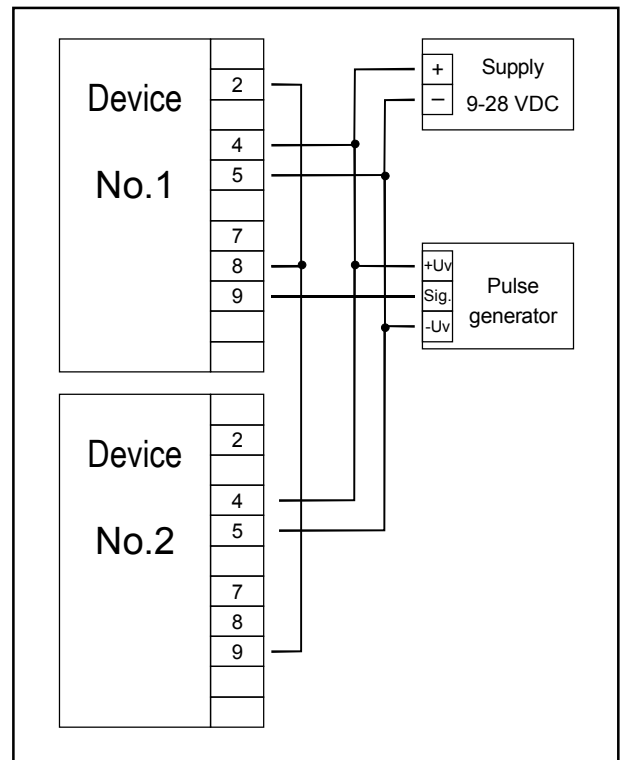 Device
No.1
2
4
5
7
8
9
+ Supply
– 9-28 VDC
+Uv
Sig.
-Uv
Pulse
generator
Device
No.2
2
4
5
7
8
9